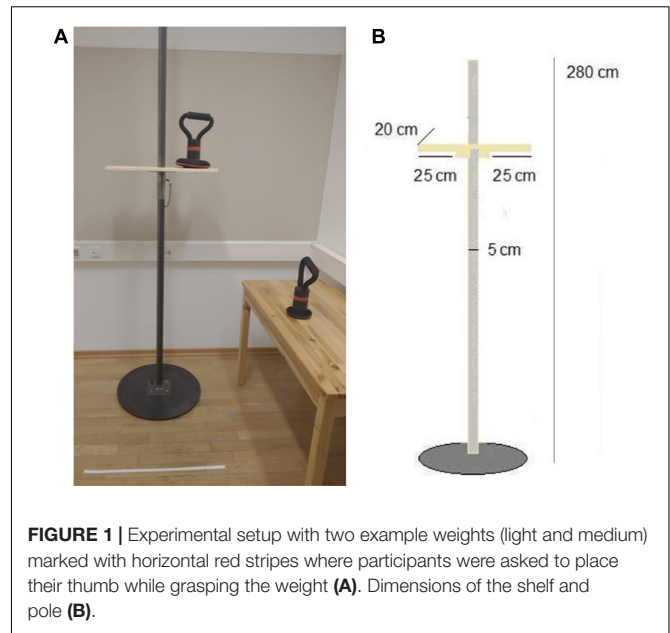 A
B
280 cm
20 cm
25 cm
25 cm
5 cm
FIGURE 1 | Experimental setup with two example weights (light and medium)
marked with horizontal red stripes where participants were asked to place
their thumb while grasping the weight (A). Dimensions of the shelf and
pole (B).